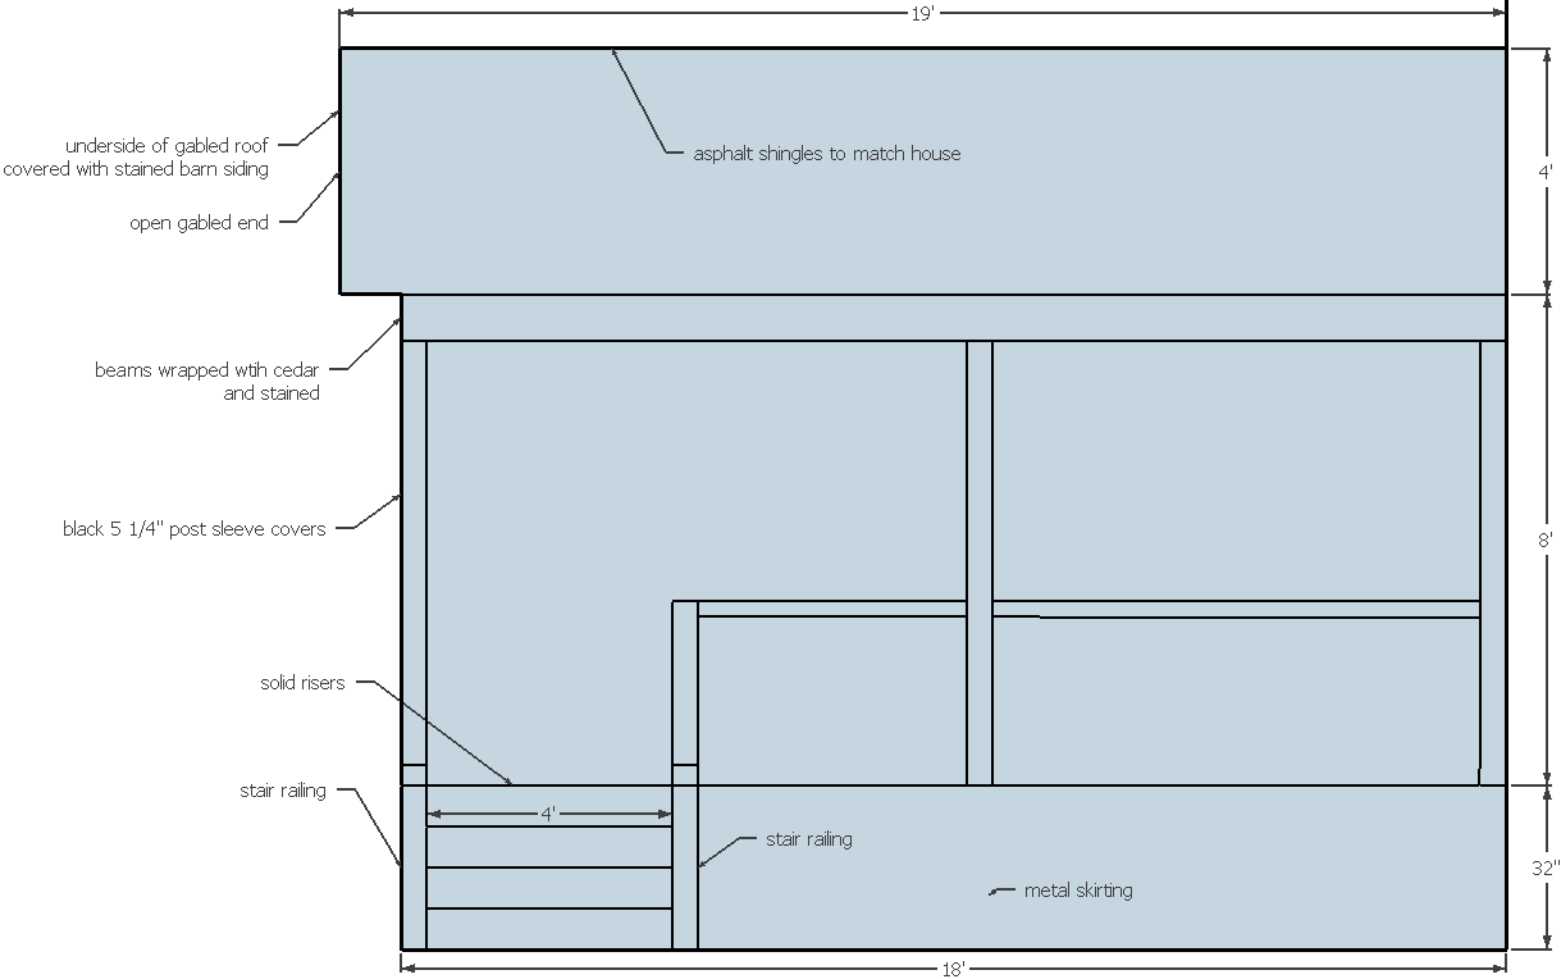 19'
underside of gabled roof
covered with stained barn siding
asphalt shingles to match house
4'
open gabled end
beams wrapped wtih cedar
and stained
black 5 1/4" post sleeve covers
8'
solid risers
stair railing
4'
stair railing
32"
metal skirting
18'